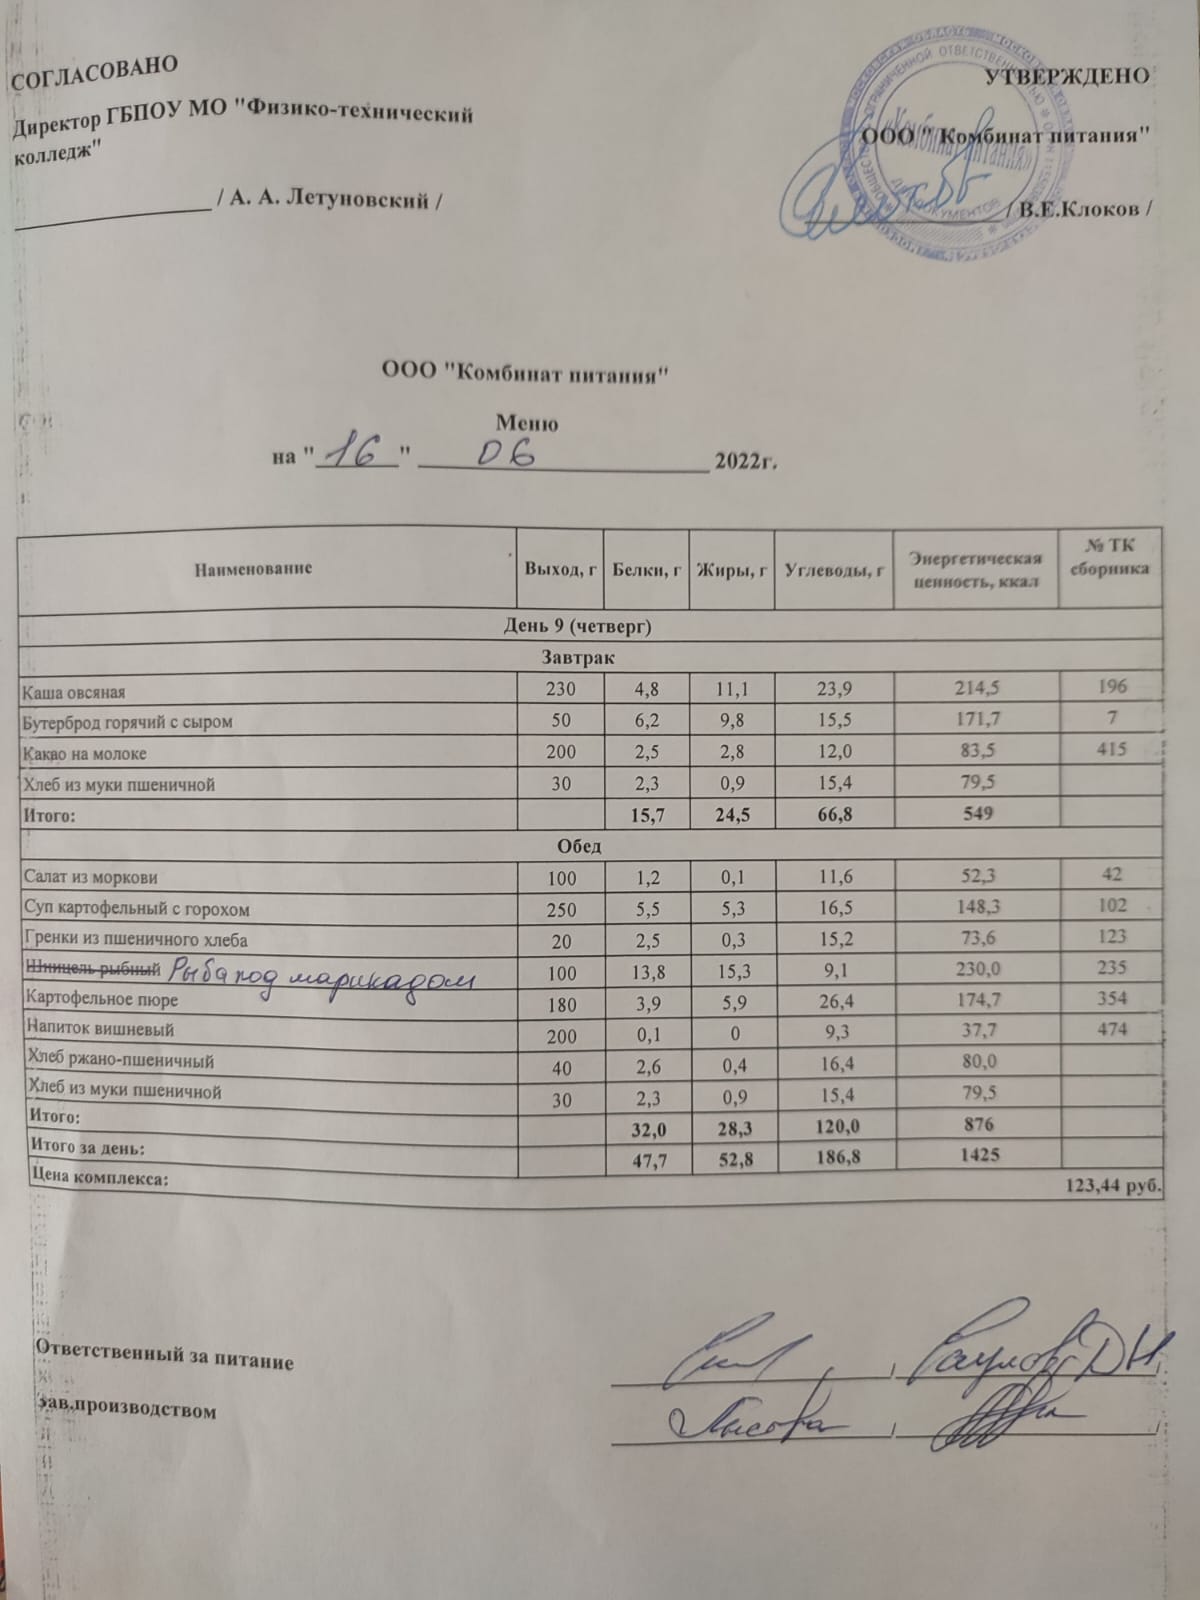 СОГЛАСОВАНО
Директор ГБПОУ МО "Физико-технический
колледж"
/ А. А. Летуновский /
УТВЕРЖДЕНО
ООО " Комбинат питания"
/ В.Е.Клоков /
«Комбинат питания»
ООО "Комбинат питания"
Меню
на " 16 " 06 2022г.
Наименование Выход, г Белки, г Жиры, г Углеводы, г Энергетическая ценность, ккал № ТК сборника
День 9 (четверг)
Завтрак
Каша овсяная 230 4,8 11,1 23,9 214,5 196
Бутерброд горячий с сыром 50 6,2 9,8 15,5 171,7 7
Какао на молоке 200 2,5 2,8 12,0 83,5 415
Хлеб из муки пшеничной 30 2,3 0,9 15,4 79,5
Итого: 15,7 24,5 66,8 549
Обед
Салат из моркови 100 1,2 0,1 11,6 52,3 42
Суп картофельный с горохом 250 5,5 5,3 16,5 148,3 102
Гренки из пшеничного хлеба 20 2,5 0,3 15,2 73,6 123
Шницель рыбный Рыба под марикадом 100 13,8 15,3 9,1 230,0 235
Картофельное пюре 180 3,9 5,9 26,4 174,7 354
Напиток вишневый 200 0,1 0 9,3 37,7 474
Хлеб ржано-пшеничный 40 2,6 0,4 16,4 80,0
Хлеб из муки пшеничной 30 2,3 0,9 15,4 79,5
Итого: 32,0 28,3 120,0 876
Итого за день: 47,7 52,8 186,8 1425
Цена комплекса: 123,44 руб.
Ответственный за питание
зав.производством